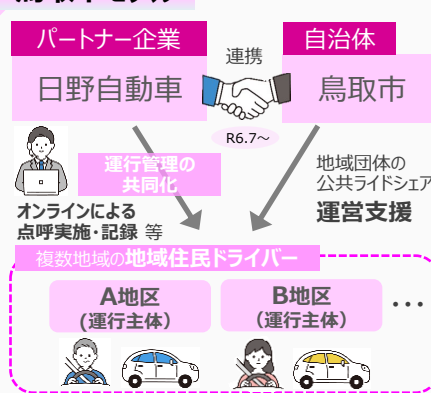 パートナー企業
自治体
連携
日野自動車
鳥取市
R6.7～
運行管理の
共同化
地域団体の
公共ライドシェア
運営支援
オンラインによる
点呼実施・記録 等
複数地域の地域住民ドライバー
A地区
(運行主体)
B地区
(運行主体)
…